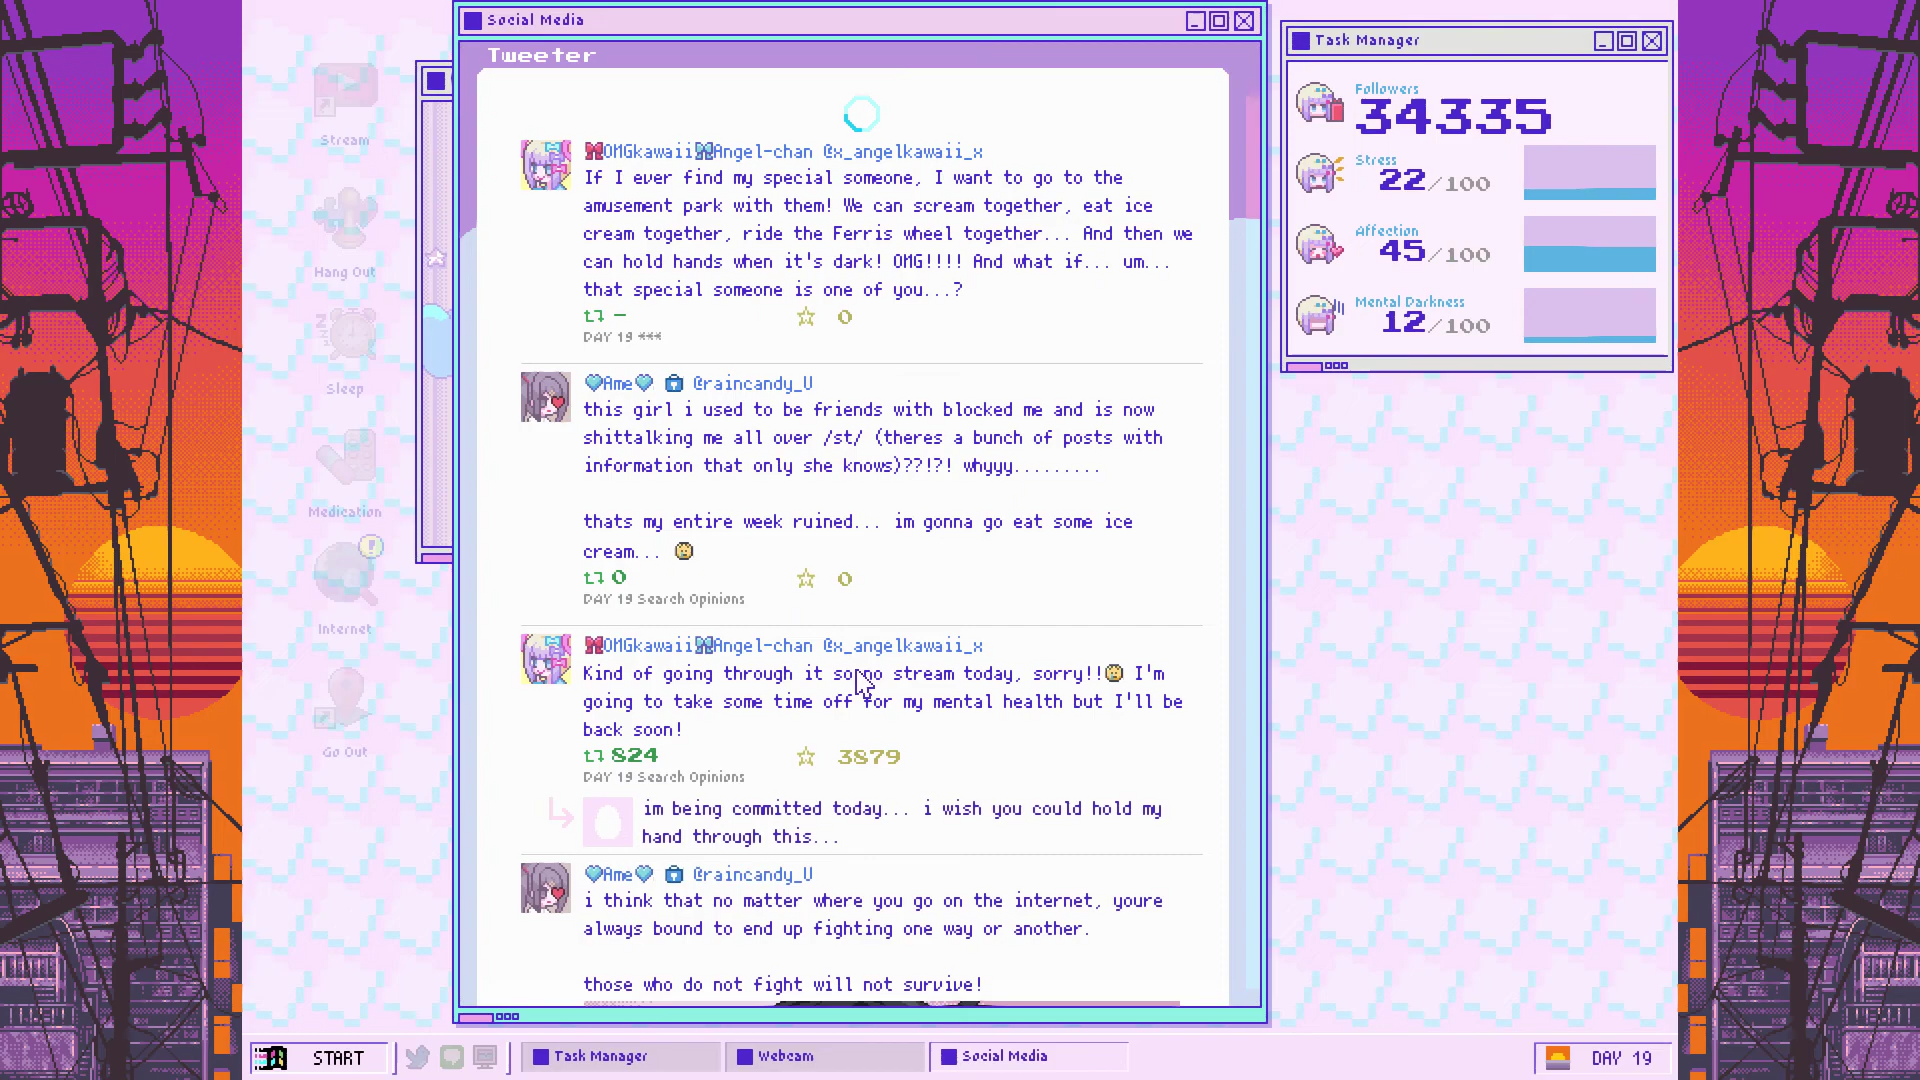 Social Media
Tweeter
OMGkawaii Angel-chan @x_angelkawaii_x
If I ever find my special someone, I want to go to the
amusement park with them! We can scream together, eat ice
cream together, ride the Ferris wheel together... And then we
can hold hands when it's dark! OMG!!!! And what if... um...
that special someone is one of you...?
— 0
DAY 19 ***
Ame @raincandy_U
this girl i used to be friends with blocked me and is now
shittalking me all over /st/ (theres a bunch of posts with
information that only she knows)??!?! whyyy.........
thats my entire week ruined... im gonna go eat some ice
cream...
0 0
DAY 19 Search Opinions
OMGkawaii Angel-chan @x_angelkawaii_x
Kind of going through it so no stream today, sorry!! I'm
going to take some time off for my mental health but I'll be
back soon!
824 3879
DAY 19 Search Opinions
im being committed today... i wish you could hold my
hand through this...
Ame @raincandy_U
i think that no matter where you go on the internet, youre
always bound to end up fighting one way or another.
those who do not fight will not survive!
Task Manager
Followers
34335
Stress
22/100
Affection
45/100
Mental Darkness
12/100
Stream
Hang Out
Sleep
Medication
Internet
Go Out
START
Task Manager
Webcam
Social Media
DAY 19